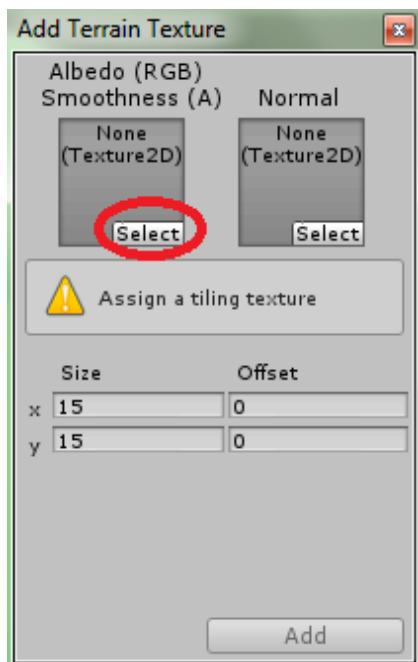 Add Terrain Texture
Albedo (RGB)
Smoothness (A) Normal
None None
(Texture2D) (Texture2D)
Select Select
Assign a tiling texture
Size Offset
x 15 0
y 15 0
Add